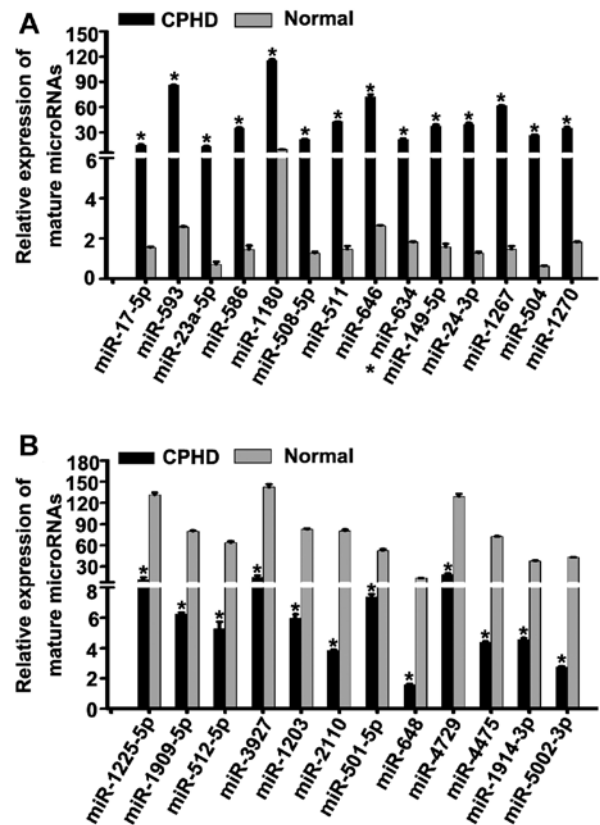 A
CPHD Normal
Relative expression of
mature microRNAs
150
120
90
60
30
6
4
2
0
* * * * * * * * * * * * * *
miR-17-5p
miR-593
miR-23a-5p
miR-586
miR-1180
miR-508-5p
miR-511
miR-646
* miR-634
miR-149-5p
miR-24-3p
miR-1267
miR-504
miR-1270
B
CPHD Normal
Relative expression of
mature microRNAs
180
150
120
90
60
30
8
6
4
2
0
* * * * * * * * * * * *
miR-1225-5p
miR-1909-5p
miR-512-5p
miR-3927
miR-1203
miR-2110
miR-501-5p
miR-648
miR-4729
miR-4475
miR-1914-3p
miR-5002-3p